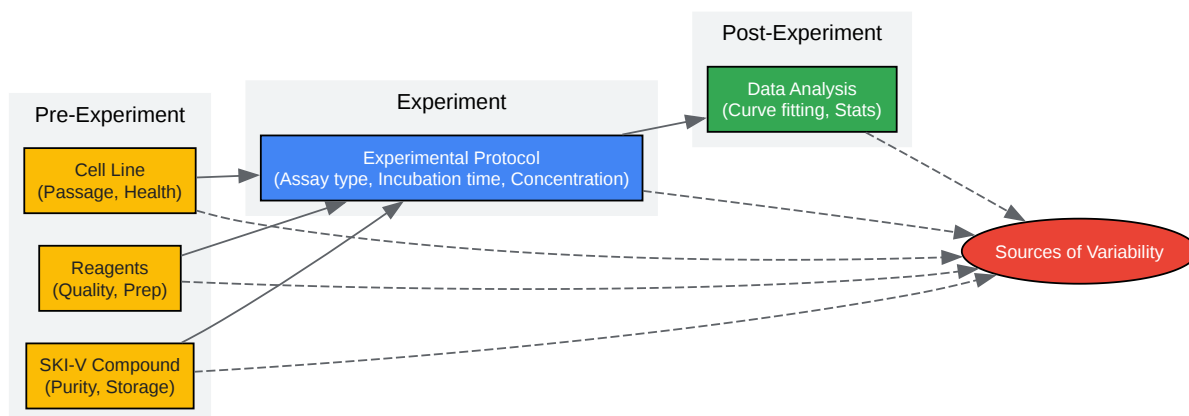 Pre-Experiment
Cell Line
(Passage, Health)
Reagents
(Quality, Prep)
SKI-V Compound
(Purity, Storage)
Experiment
Experimental Protocol
(Assay type, Incubation time, Concentration)
Post-Experiment
Data Analysis
(Curve fitting, Stats)
Sources of Variability